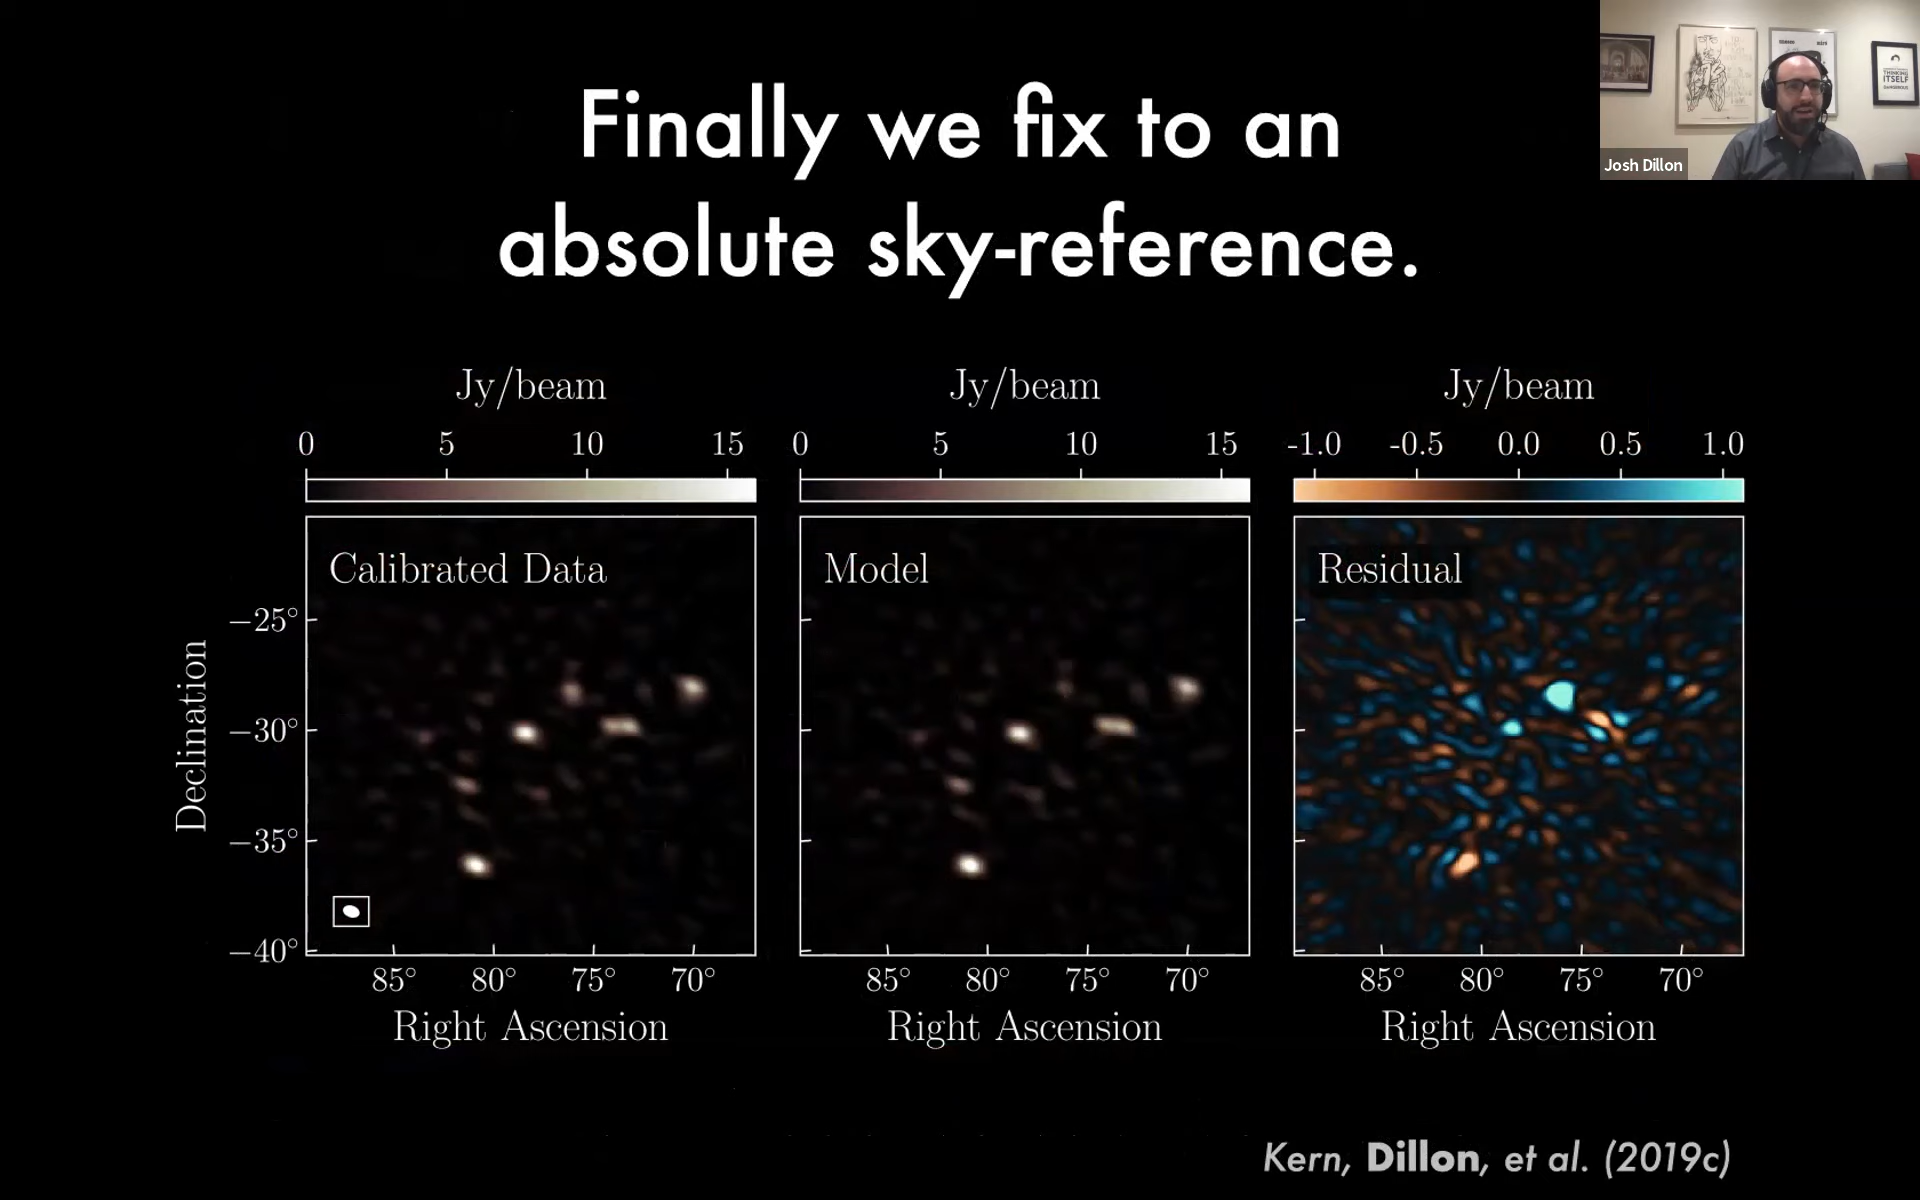 Finally we fix to an
absolute sky-reference.
Josh Dillon
THINKING
ITSELF
DANGEROUS
Jy/beam
0 5 10 15
Jy/beam
0 5 10 15
Jy/beam
-1.0 -0.5 0.0 0.5 1.0
Calibrated Data
Model
Residual
Declination
−25°
−30°
−35°
−40°
85° 80° 75° 70°
85° 80° 75° 70°
85° 80° 75° 70°
Right Ascension
Right Ascension
Right Ascension
Kern, Dillon, et al. (2019c)